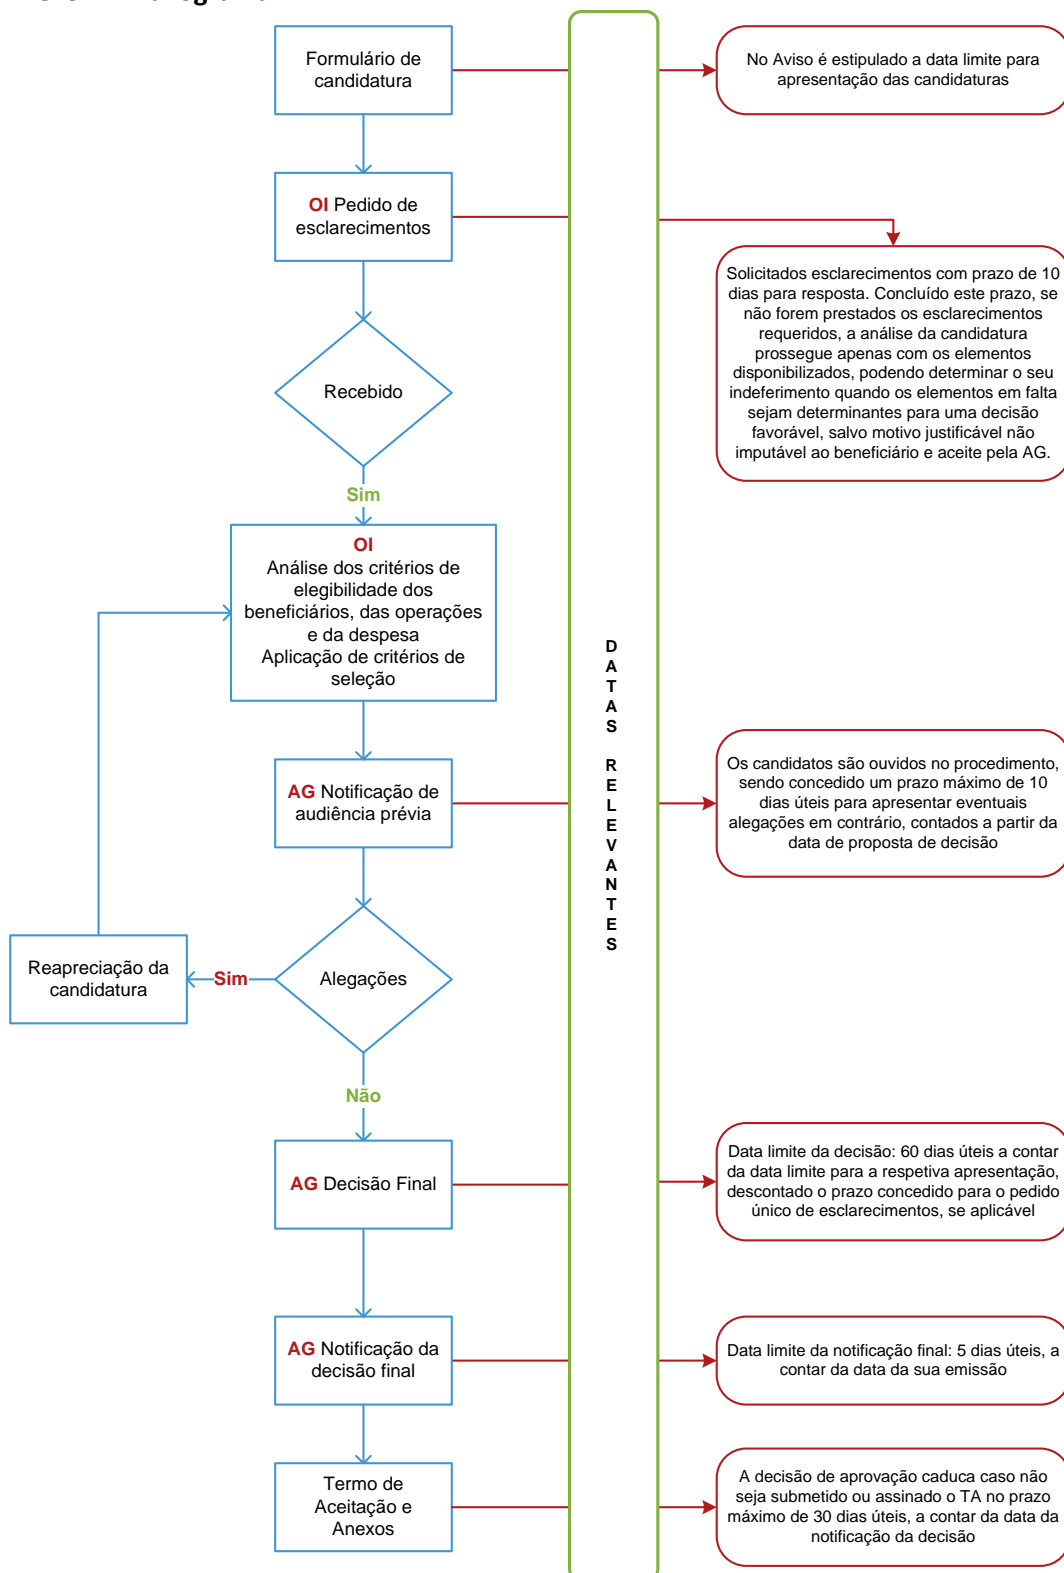 Formulário de
candidatura
No Aviso é estipulado a data limite para
apresentação das candidaturas
OI Pedido de
esclarecimentos
Solicitados esclarecimentos com prazo de 10
dias para resposta. Concluído este prazo, se
não forem prestados os esclarecimentos
requeridos, a análise da candidatura
prossegue apenas com os elementos
disponibilizados, podendo determinar o seu
indeferimento quando os elementos em falta
sejam determinantes para uma decisão
favorável, salvo motivo justificável não
imputável ao beneficiário e aceite pela AG.
Recebido
Sim
OI
Análise dos critérios de
elegibilidade dos
beneficiários, das operações
e da despesa
Aplicação de critérios de
seleção
D
A
T
A
S
R
E
L
E
V
A
N
T
E
S
AG Notificação de
audiência prévia
Os candidatos são ouvidos no procedimento,
sendo concedido um prazo máximo de 10
dias úteis para apresentar eventuais
alegações em contrário, contados a partir da
data de proposta de decisão
Reapreciação da
candidatura
Sim
Alegações
Não
AG Decisão Final
Data limite da decisão: 60 dias úteis a contar
da data limite para a respetiva apresentação,
descontado o prazo concedido para o pedido
único de esclarecimentos, se aplicável
AG Notificação da
decisão final
Data limite da notificação final: 5 dias úteis, a
contar da data da sua emissão
Termo de
Aceitação e
Anexos
A decisão de aprovação caduca caso não
seja submetido ou assinado o TA no prazo
máximo de 30 dias úteis, a contar da data da
notificação da decisão